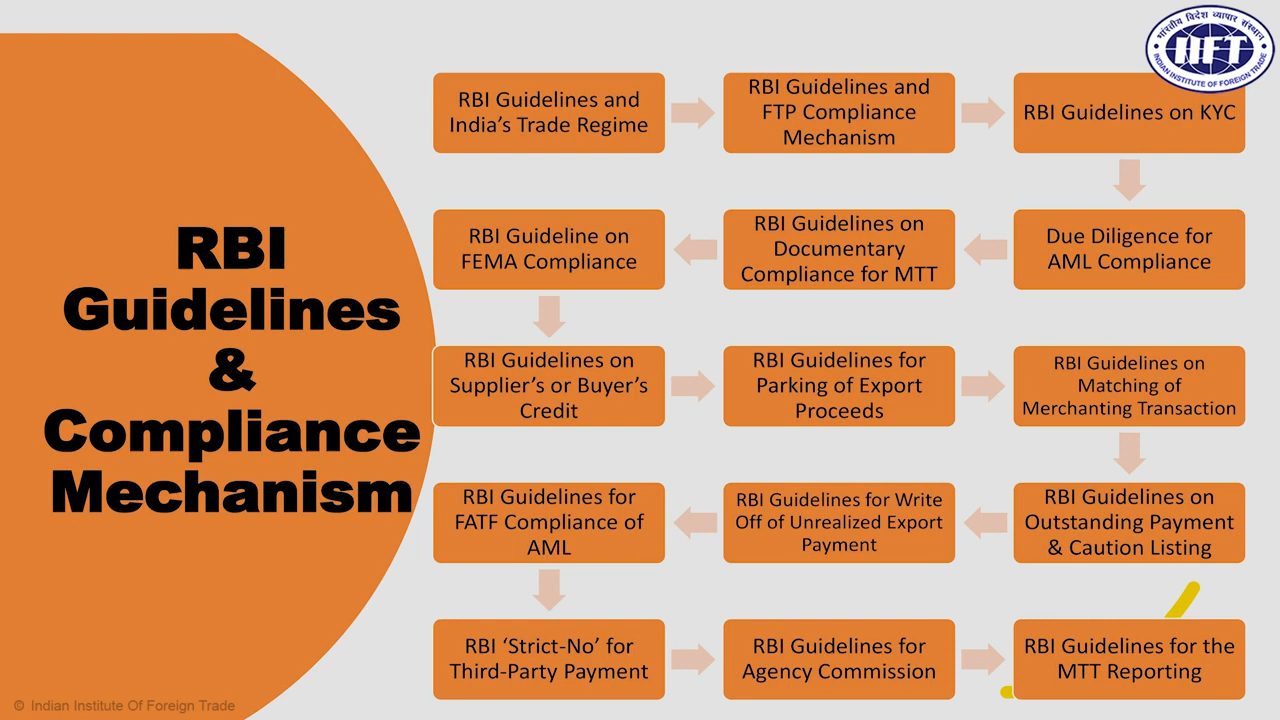 भारतीय विदेश व्यापार संस्थान
IIFT
INDIAN INSTITUTE OF FOREIGN TRADE
RBI
Guidelines
&
Compliance
Mechanism
RBI Guidelines and
India's Trade Regime
RBI Guidelines and
FTP Compliance
Mechanism
RBI Guidelines on KYC
Due Diligence for
AML Compliance
RBI Guidelines on
Documentary
Compliance for MTT
RBI Guideline on
FEMA Compliance
RBI Guidelines on
Supplier's or Buyer's
Credit
RBI Guidelines for
Parking of Export
Proceeds
RBI Guidelines on
Matching of
Merchanting Transaction
RBI Guidelines on
Outstanding Payment
& Caution Listing
RBI Guidelines for Write
Off of Unrealized Export
Payment
RBI Guidelines for
FATF Compliance of
AML
RBI ‘Strict-No’ for
Third-Party Payment
RBI Guidelines for
Agency Commission
RBI Guidelines for the
MTT Reporting
© Indian Institute Of Foreign Trade